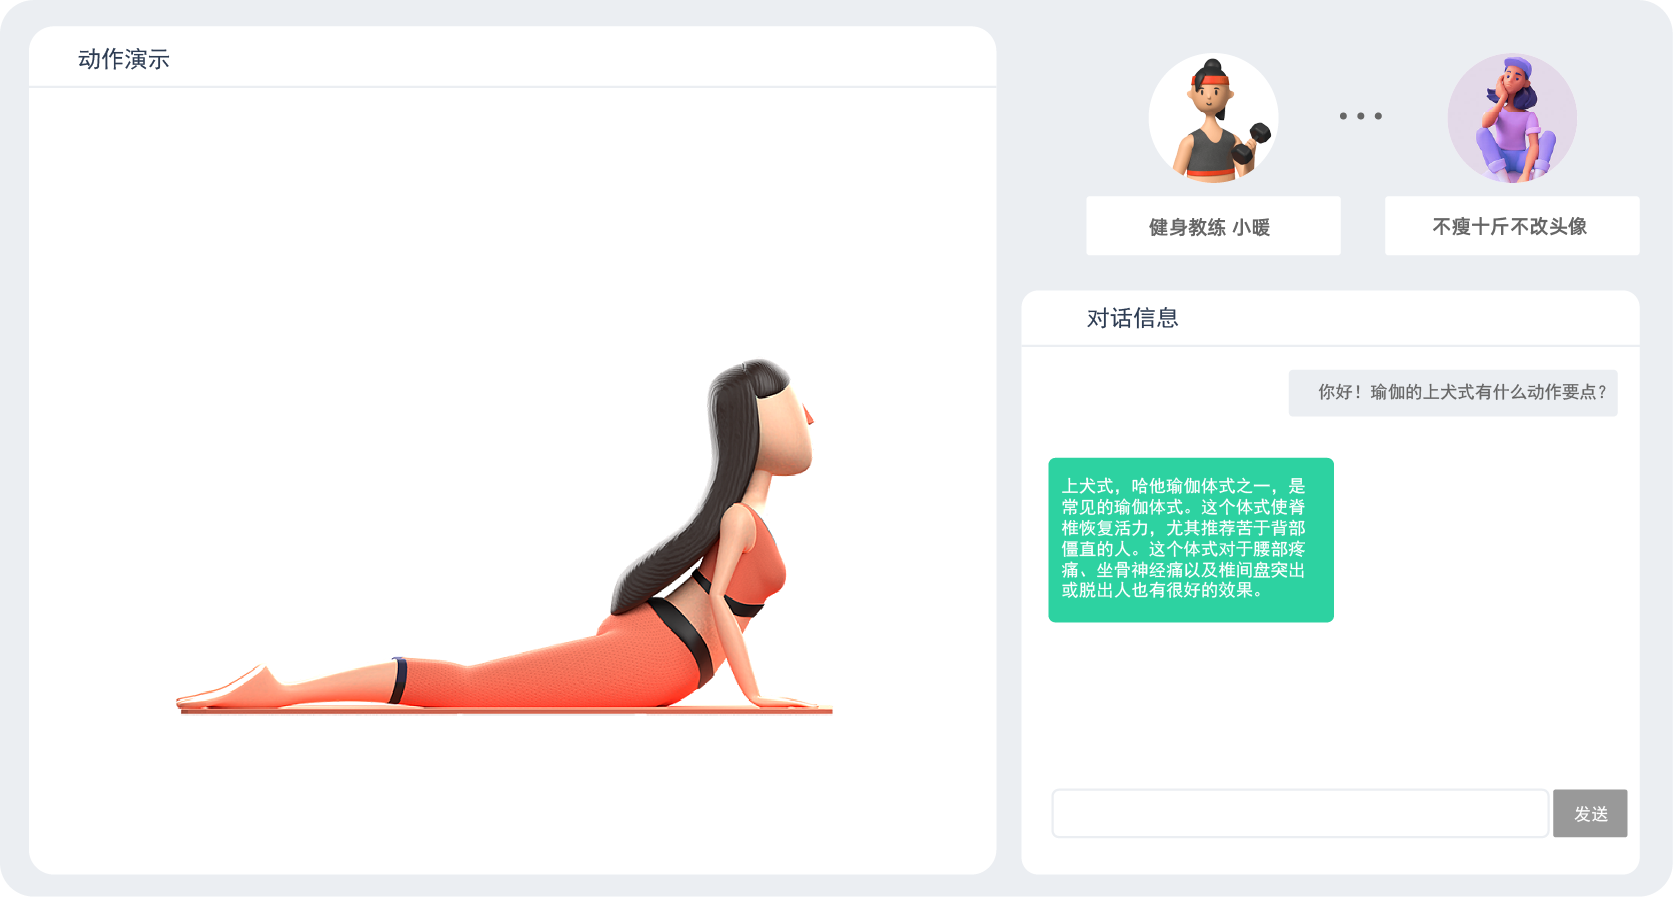 动作演示
健身教练 小暖
不瘦十斤不改头像
对话信息
你好！瑜伽的上犬式有什么动作要点？
上犬式，哈他瑜伽体式之一，是
常见的瑜伽体式。这个体式使脊
椎恢复活力，尤其推荐苦于背部
僵直的人。这个体式对于腰部疼
痛、坐骨神经痛以及椎间盘突出
或脱出人也有很好的效果。
发送